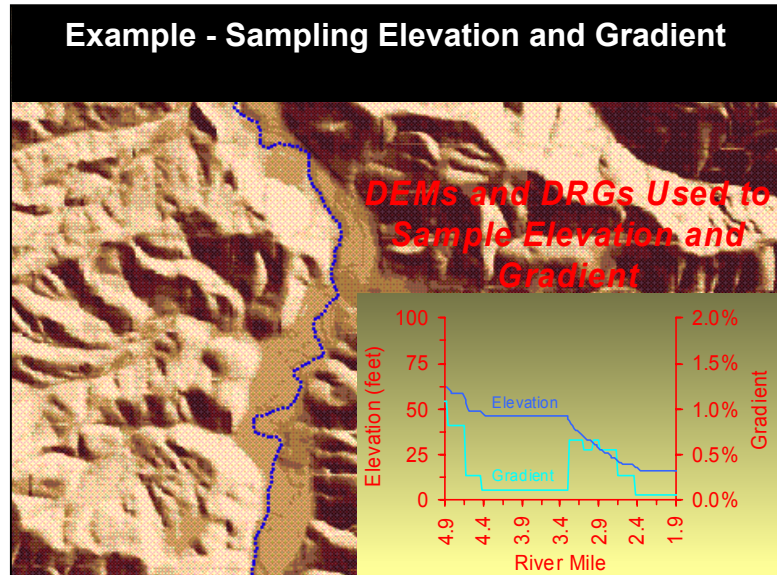 Example - Sampling Elevation and Gradient
DEMs and DRGs Used to
Sample Elevation and
Gradient
100
75
50
25
0
Elevation (feet)
2.0%
1.5%
1.0%
0.5%
0.0%
Gradient
Elevation
Gradient
4.9
4.4
3.9
3.4
2.9
2.4
1.9
River Mile